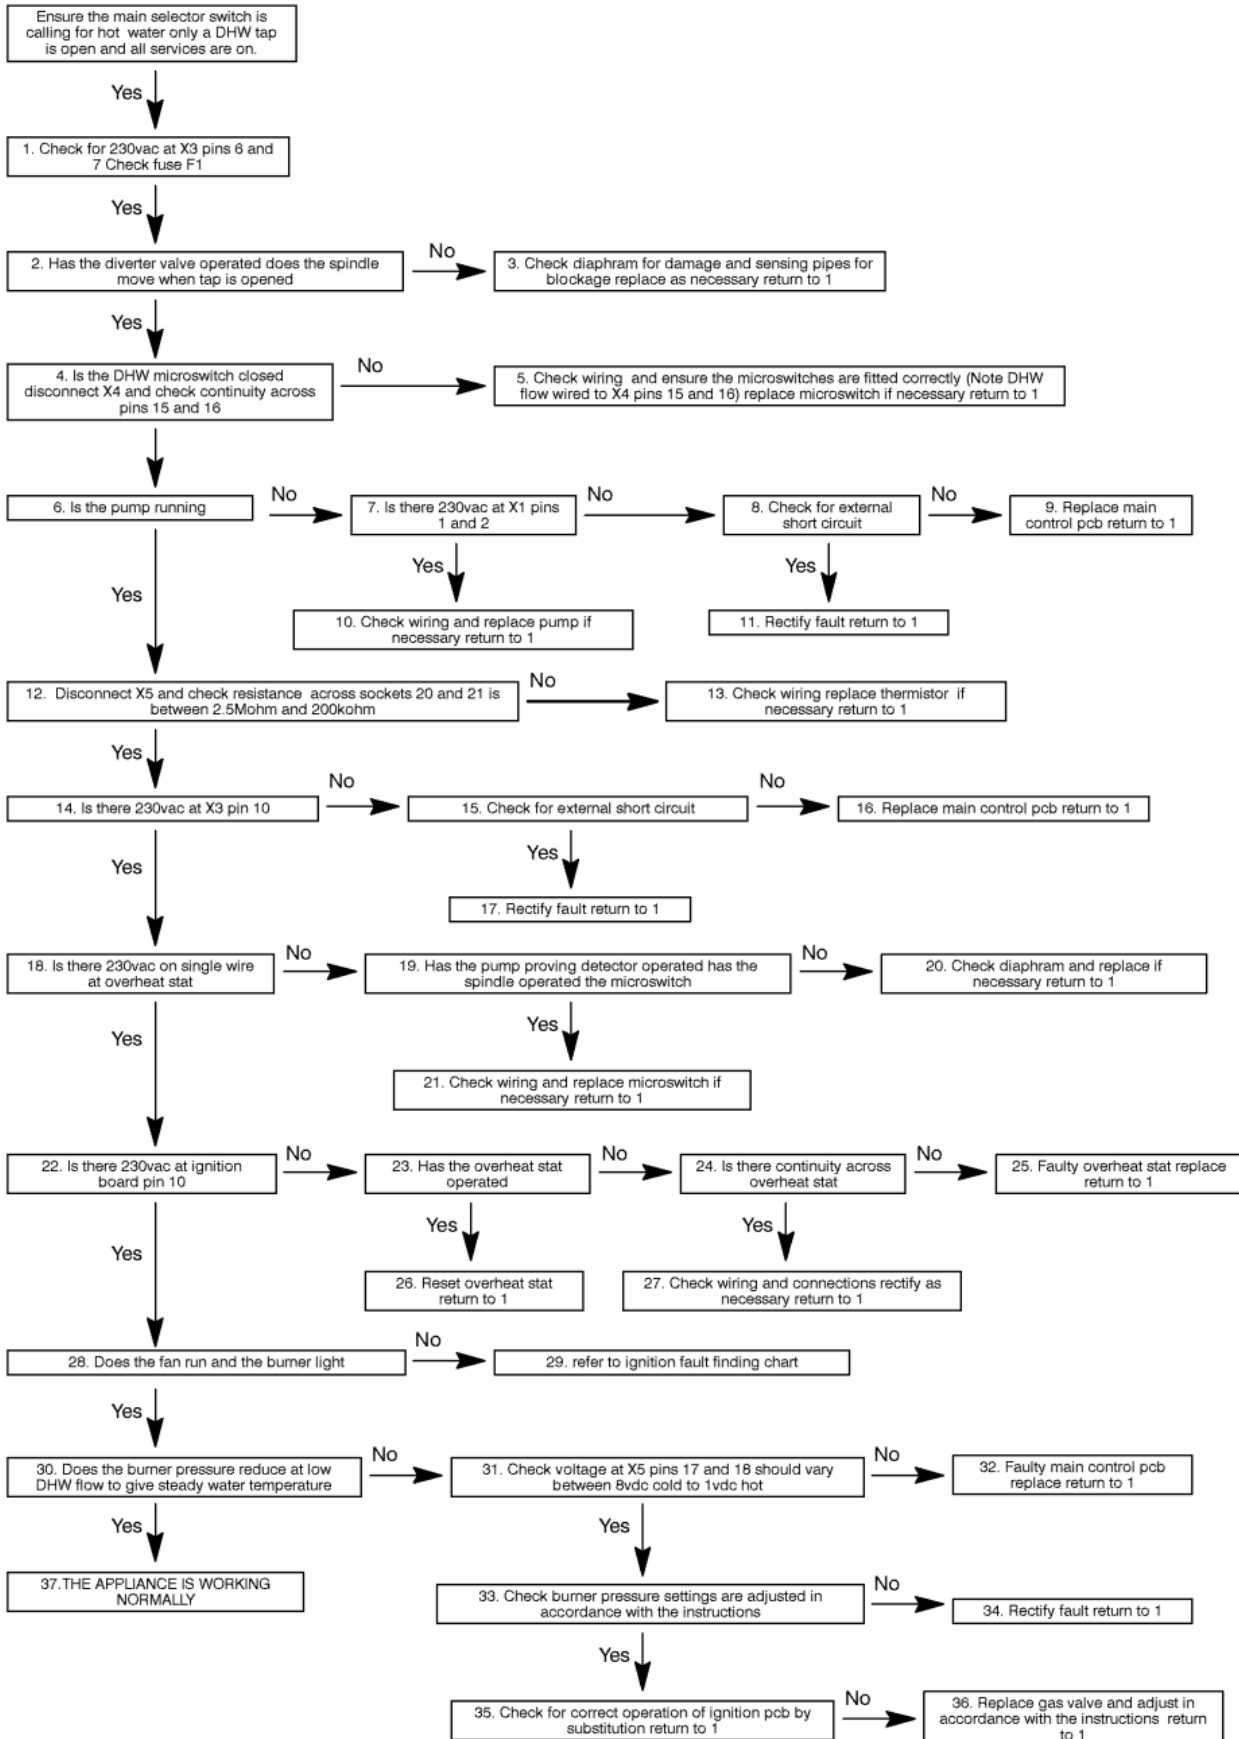 Ensure the main selector switch is
calling for hot water only a DHW tap
is open and all services are on.
Yes
1. Check for 230vac at X3 pins 6 and
7 Check fuse F1
Yes
2. Has the diverter valve operated does the spindle
move when tap is opened
No
3. Check diaphram for damage and sensing pipes for
blockage replace as necessary return to 1
Yes
4. Is the DHW microswitch closed
disconnect X4 and check continuity across
pins 15 and 16
No
5. Check wiring and ensure the microswitches are fitted correctly (Note DHW
flow wired to X4 pins 15 and 16) replace microswitch if necessary return to 1
6. Is the pump running
No
7. Is there 230vac at X1 pins
1 and 2
No
8. Check for external
short circuit
No
9. Replace main
control pcb return to 1
Yes
Yes
Yes
10. Check wiring and replace pump if
necessary return to 1
11. Rectify fault return to 1
12. Disconnect X5 and check resistance across sockets 20 and 21 is
between 2.5Mohm and 200kohm
No
13. Check wiring replace thermistor if
necessary return to 1
Yes
14. Is there 230vac at X3 pin 10
No
15. Check for external short circuit
No
16. Replace main control pcb return to 1
Yes
Yes
17. Rectify fault return to 1
18. Is there 230vac on single wire
at overheat stat
No
19. Has the pump proving detector operated has the
spindle operated the microswitch
No
20. Check diaphram and replace if
necessary return to 1
Yes
Yes
21. Check wiring and replace microswitch if
necessary return to 1
22. Is there 230vac at ignition
board pin 10
No
23. Has the overheat stat
operated
No
24. Is there continuity across
overheat stat
No
25. Faulty overheat stat replace
return to 1
Yes
Yes
Yes
26. Reset overheat stat
return to 1
27. Check wiring and connections rectify as
necessary return to 1
28. Does the fan run and the burner light
No
29. refer to ignition fault finding chart
Yes
30. Does the burner pressure reduce at low
DHW flow to give steady water temperature
No
31. Check voltage at X5 pins 17 and 18 should vary
between 8vdc cold to 1vdc hot
No
32. Faulty main control pcb
replace return to 1
Yes
Yes
37.THE APPLIANCE IS WORKING
NORMALLY
33. Check burner pressure settings are adjusted in
accordance with the instructions
No
34. Rectify fault return to 1
Yes
35. Check for correct operation of ignition pcb by
substitution return to 1
No
36. Replace gas valve and adjust in
accordance with the instructions return
to 1